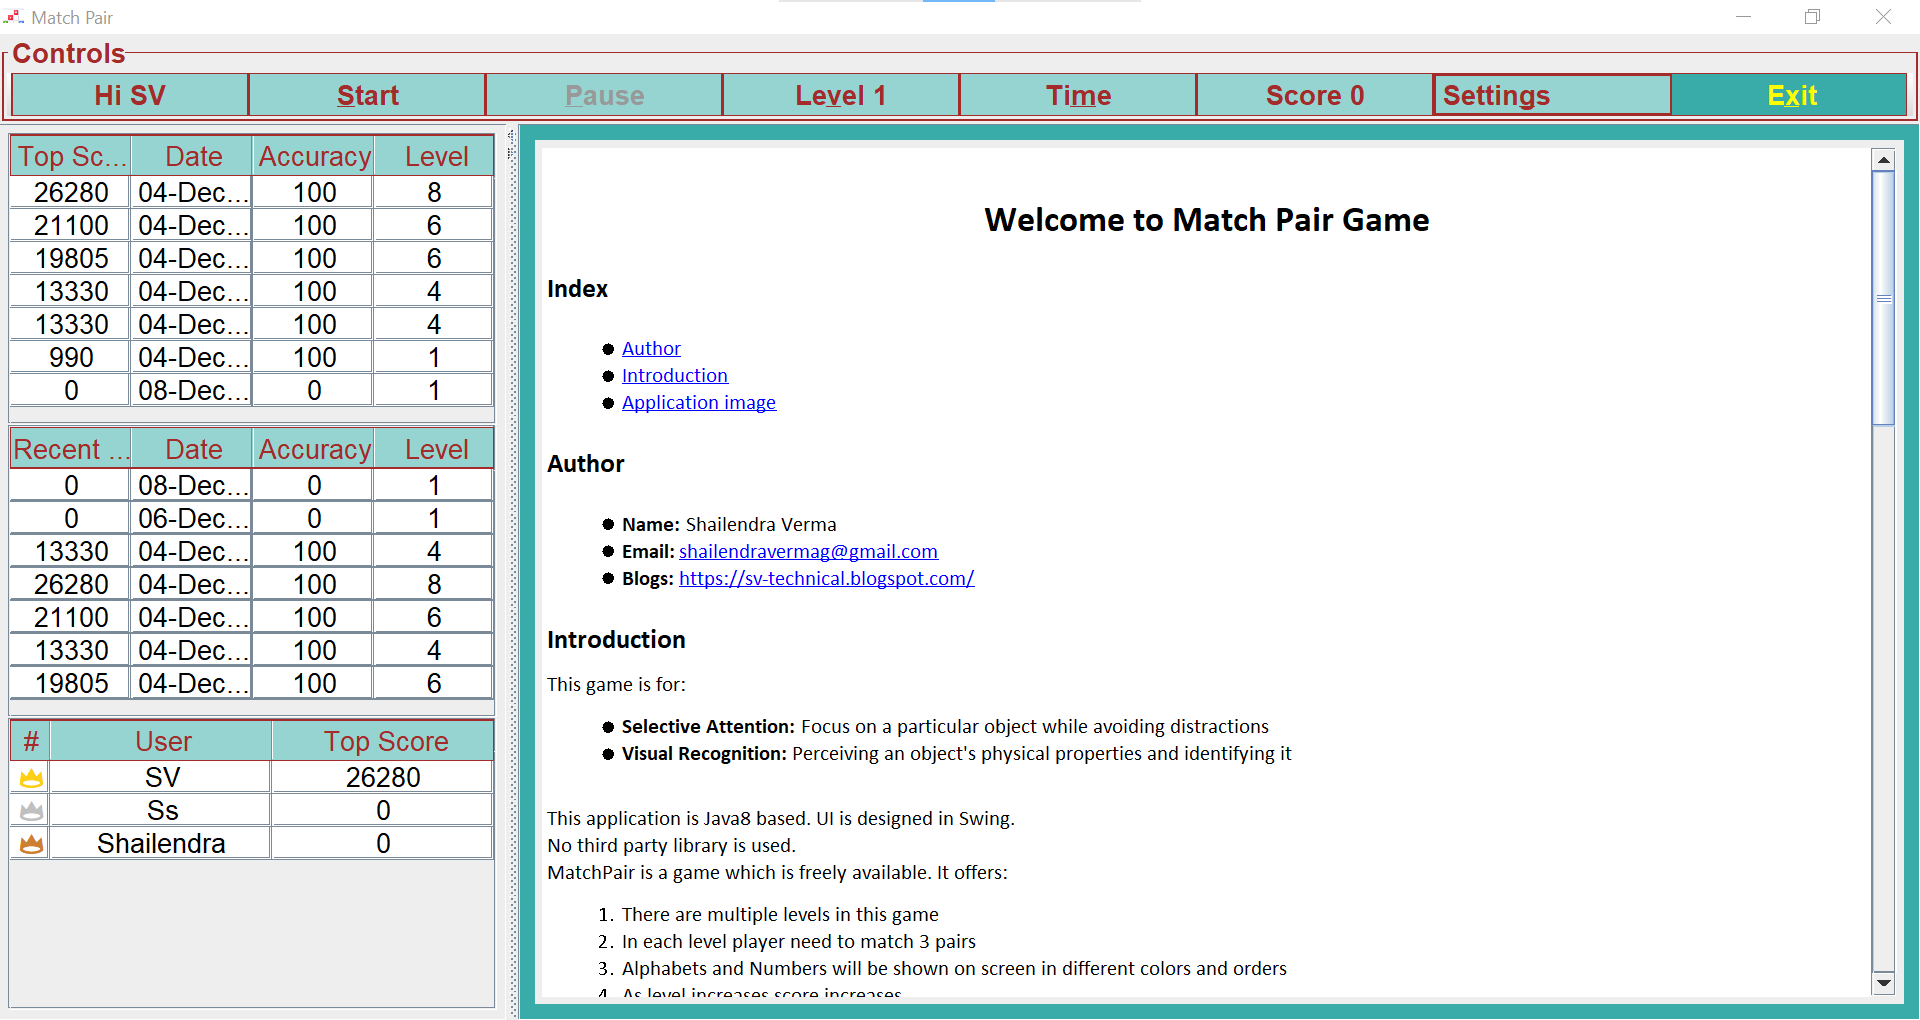 Match Pair
Controls
Hi SV Start Pause Level 1 Time Score 0 Settings Exit
Top Sc... Date Accuracy Level
26280 04-Dec... 100 8
21100 04-Dec... 100 6
19805 04-Dec... 100 6
13330 04-Dec... 100 4
13330 04-Dec... 100 4
990 04-Dec... 100 1
0 08-Dec... 0 1
Recent ... Date Accuracy Level
0 08-Dec... 0 1
0 06-Dec... 0 1
13330 04-Dec... 100 4
26280 04-Dec... 100 8
21100 04-Dec... 100 6
13330 04-Dec... 100 4
19805 04-Dec... 100 6
# User Top Score
SV 26280
Ss 0
Shailendra 0
Welcome to Match Pair Game
Index
● Author
● Introduction
● Application image
Author
● Name: Shailendra Verma
● Email: shailendravermag@gmail.com
● Blogs: https://sv-technical.blogspot.com/
Introduction
This game is for:
● Selective Attention: Focus on a particular object while avoiding distractions
● Visual Recognition: Perceiving an object's physical properties and identifying it
This application is Java8 based. UI is designed in Swing.
No third party library is used.
MatchPair is a game which is freely available. It offers:
1. There are multiple levels in this game
2. In each level player need to match 3 pairs
3. Alphabets and Numbers will be shown on screen in different colors and orders
4. As level increases score increases